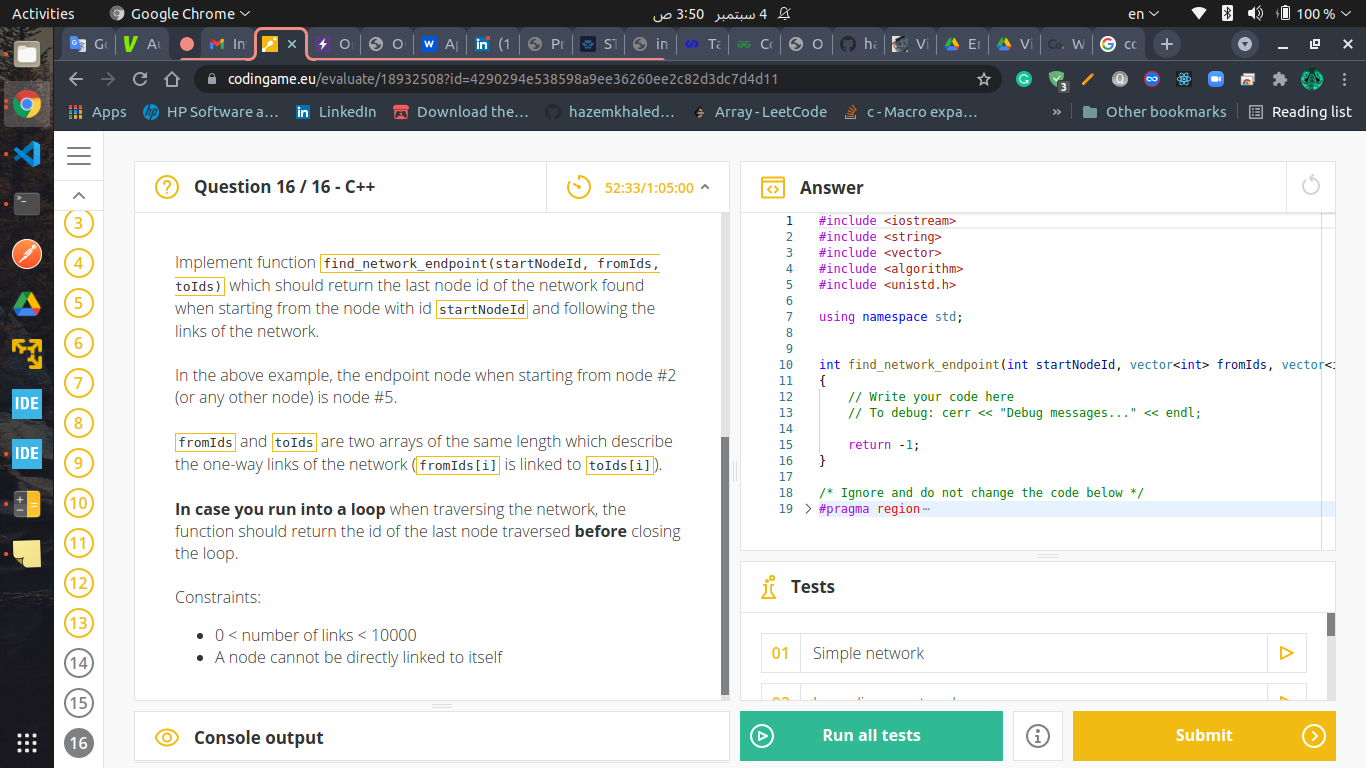 Activities
Google Chrome
4 سبتمبر 3:50 ص
en
100 %
Go
Au
In
O
O
Ap
(1
Pr
ST
in
Ta
Co
O
ha
Vi
Vi
W
cc
codingame.eu/evaluate/18932508?id=4290294e538598a9ee36260ee2c82d3dc7d4d11
3
Apps
HP Software a...
LinkedIn
Download the...
hazemkhaled...
Array - LeetCode
c - Macro expa...
»
Other bookmarks
Reading list
3
4
5
6
7
8
9
10
11
12
13
14
15
16
IDE
IDE
Question 16 / 16 - C++
52:33/1:05:00
Implement function find_network_endpoint(startNodeId, fromIds,
toIds) which should return the last node id of the network found
when starting from the node with id startNodeId and following the
links of the network.
In the above example, the endpoint node when starting from node #2
(or any other node) is node #5.
fromIds and toIds are two arrays of the same length which describe
the one-way links of the network (fromIds[i] is linked to toIds[i]).
In case you run into a loop when traversing the network, the
function should return the id of the last node traversed before closing
the loop.
Constraints:
• 0 < number of links < 10000
• A node cannot be directly linked to itself
Console output
Answer
1 #include <iostream>
2 #include <string>
3 #include <vector>
4 #include <algorithm>
5 #include <unistd.h>
6
7 using namespace std;
8
9
10 int find_network_endpoint(int startNodeId, vector<int> fromIds, vector<i
11 {
12 // Write your code here
13 // To debug: cerr << "Debug messages..." << endl;
14
15 return -1;
16 }
17
18 /* Ignore and do not change the code below */
19 #pragma region
Tests
01 Simple network
Run all tests
Submit